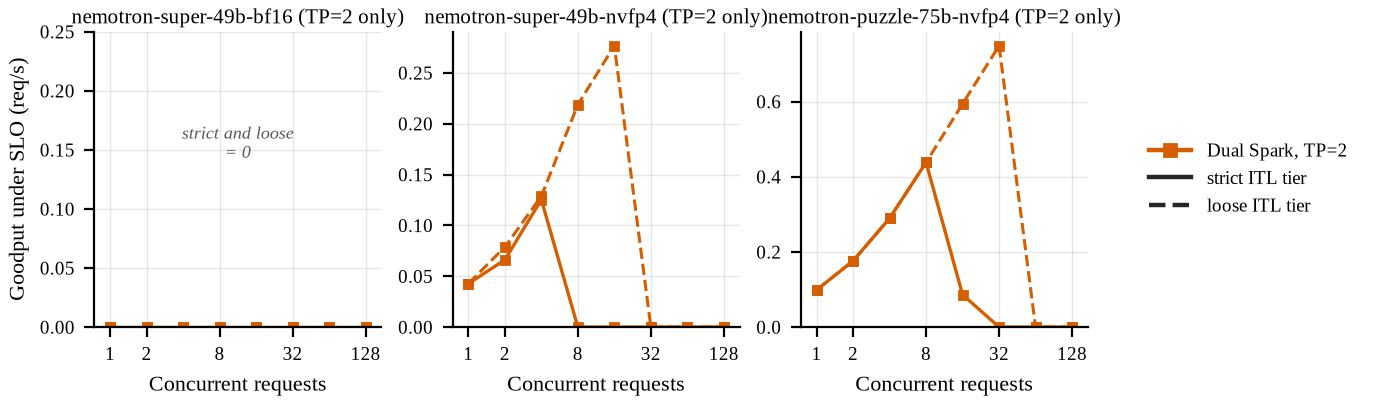 nemotron-super-49b-bf16 (TP=2 only)
nemotron-super-49b-nvfp4 (TP=2 only)
nemotron-puzzle-75b-nvfp4 (TP=2 only)
Goodput under SLO (req/s)
0.25
0.20
0.15
0.10
0.05
0.00
strict and loose
= 0
1 2 8 32 128
Concurrent requests
0.25
0.20
0.15
0.10
0.05
0.00
1 2 8 32 128
Concurrent requests
0.6
0.4
0.2
0.0
1 2 8 32 128
Concurrent requests
Dual Spark, TP=2
strict ITL tier
loose ITL tier